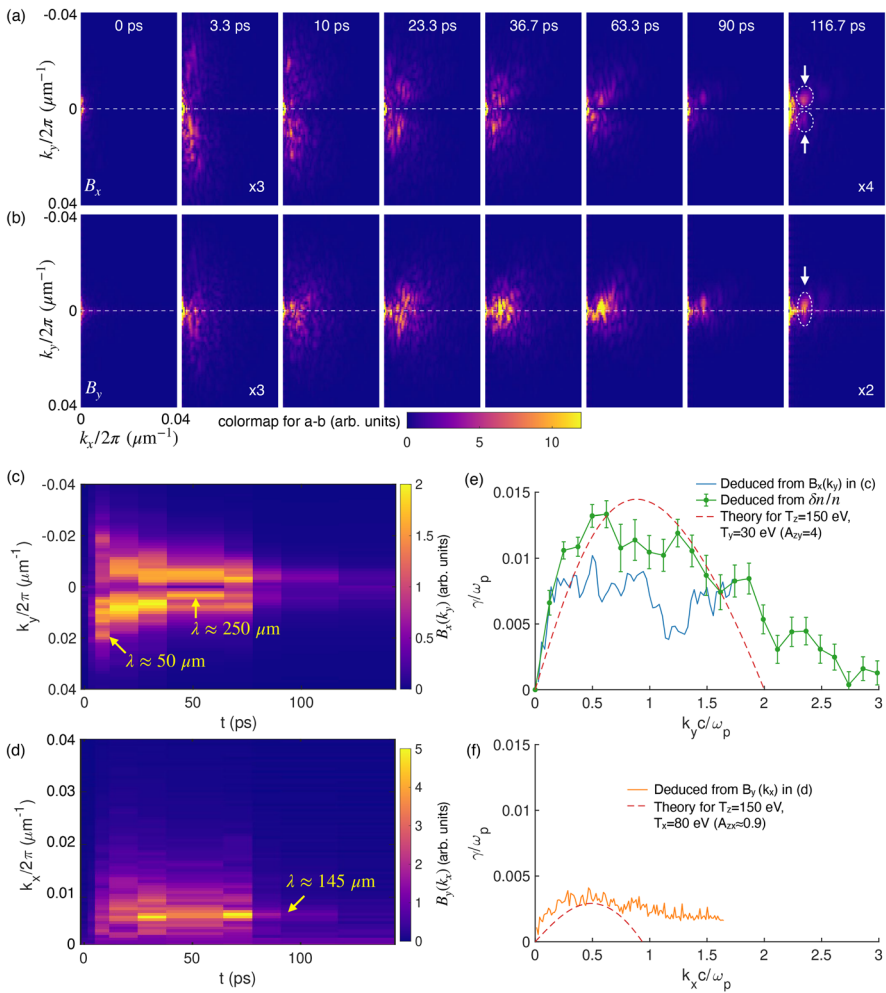 (a)
-0.04
0 ps
3.3 ps
10 ps
23.3 ps
36.7 ps
63.3 ps
90 ps
116.7 ps
k_y/2π (μm⁻¹)
0
B_x
x3
x4
0.04
(b)
-0.04
k_y/2π (μm⁻¹)
0
B_y
x3
x2
0.04
0
0.04
k_x/2π (μm⁻¹)
colormap for a-b (arb. units)
0
5
10
(c)
-0.04
-0.02
0
0.02
0.04
k_y/2π (μm⁻¹)
λ ≈ 250 μm
λ ≈ 50 μm
0
50
100
t (ps)
2
1.5
1
0.5
0
B_x(k_y) (arb. units)
(d)
0.04
0.03
0.02
0.01
0
k_x/2π (μm⁻¹)
λ ≈ 145 μm
0
50
100
t (ps)
5
4
3
2
1
0
B_y(k_x) (arb. units)
(e)
Deduced from B_x(k_y) in (c)
Deduced from δn/n
Theory for T_z=150 eV,
T_y=30 eV (A_zy=4)
0.015
0.01
0.005
0
γ/ω_p
0
0.5
1
1.5
2
2.5
3
k_y c/ω_p
(f)
Deduced from B_y (k_x) in (d)
Theory for T_z=150 eV,
T_x=80 eV (A_zx≈0.9)
0.015
0.01
0.005
0
γ/ω_p
0
0.5
1
1.5
2
2.5
3
k_x c/ω_p